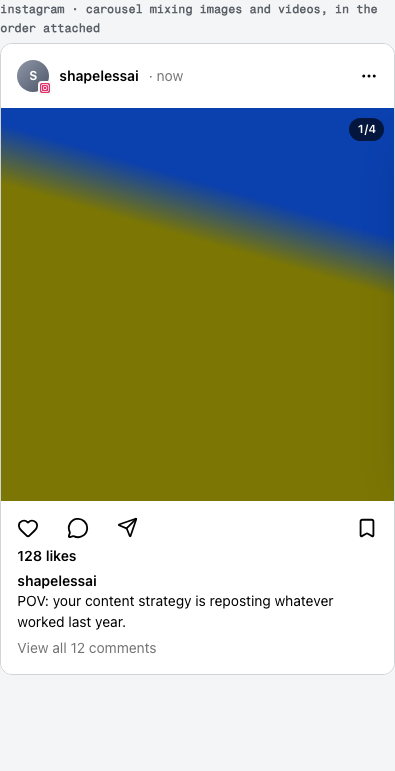 instagram · carousel mixing images and videos, in the
order attached
S
shapelessai · now
1/4
128 likes
shapelessai
POV: your content strategy is reposting whatever
worked last year.
View all 12 comments